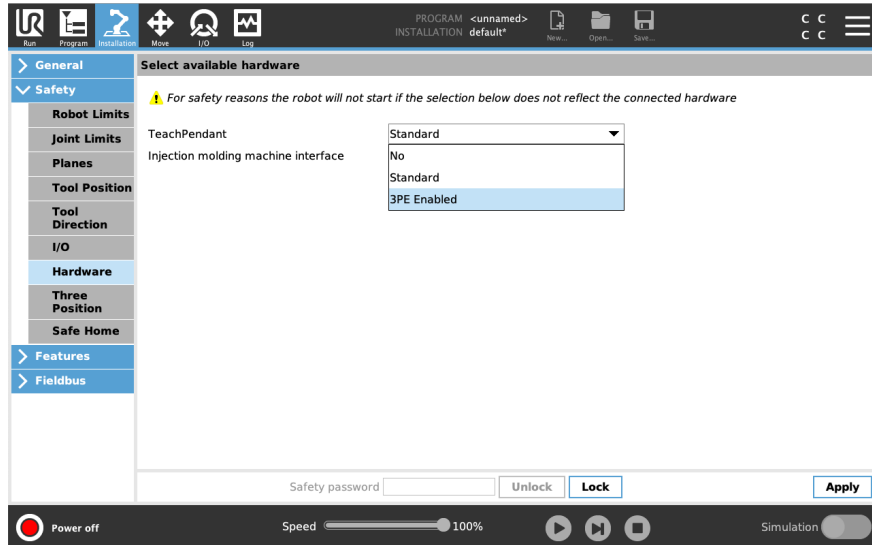 UR
PROGRAM <unnamed>
INSTALLATION default*
Run Program Installation Move I/O Log New... Open... Save...
C C
C C
General
Safety
Robot Limits
Joint Limits
Planes
Tool Position
Tool
Direction
I/O
Hardware
Three
Position
Safe Home
Features
Fieldbus
Select available hardware
For safety reasons the robot will not start if the selection below does not reflect the connected hardware
TeachPendant Standard
Injection molding machine interface
No
Standard
3PE Enabled
Safety password Unlock Lock Apply
Power off Speed 100% Simulation